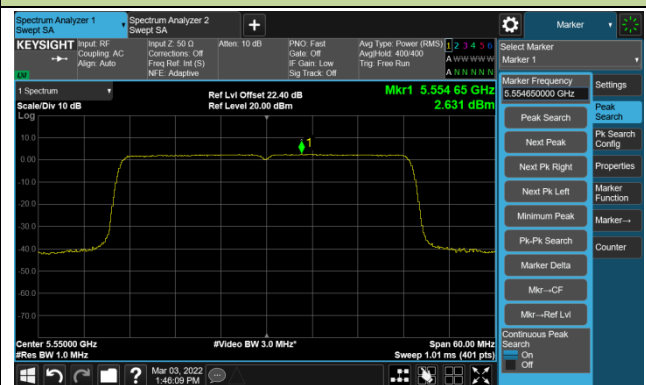 Spectrum Analyzer 1
Swept SA
Spectrum Analyzer 2
Swept SA
+
Marker
KEYSIGHT
Input: RF
Coupling: AC
Align: Auto
Input Z: 50 Ω
Corrections: Off
Freq Ref: Int (S)
NFE: Adaptive
Atten: 10 dB
PNO: Fast
Gate: Off
IF Gain: Low
Sig Track: Off
Avg Type: Power (RMS)
Avg|Hold: 400/400
Trig: Free Run
1 2 3 4 5 6
A W W W W W
A N N N N N
LXI
Select Marker
Marker 1
1 Spectrum
Scale/Div 10 dB
Log
Ref Lvl Offset 22.40 dB
Ref Level 20.00 dBm
Mkr1 5.554 65 GHz
2.631 dBm
10.0
0.00
-10.0
-20.0
-30.0
-40.0
-50.0
-60.0
-70.0
1
Center 5.55000 GHz
#Res BW 1.0 MHz
#Video BW 3.0 MHz*
Span 60.00 MHz
Sweep 1.01 ms (401 pts)
Marker Frequency
5.554650000 GHz
Peak Search
Next Peak
Next Pk Right
Next Pk Left
Minimum Peak
Pk-Pk Search
Marker Delta
Mkr→CF
Mkr→Ref Lvl
Continuous Peak
Search
On
Off
Settings
Peak
Search
Pk Search
Config
Properties
Marker
Function
Marker→
Counter
?
Mar 03, 2022
1:46:09 PM